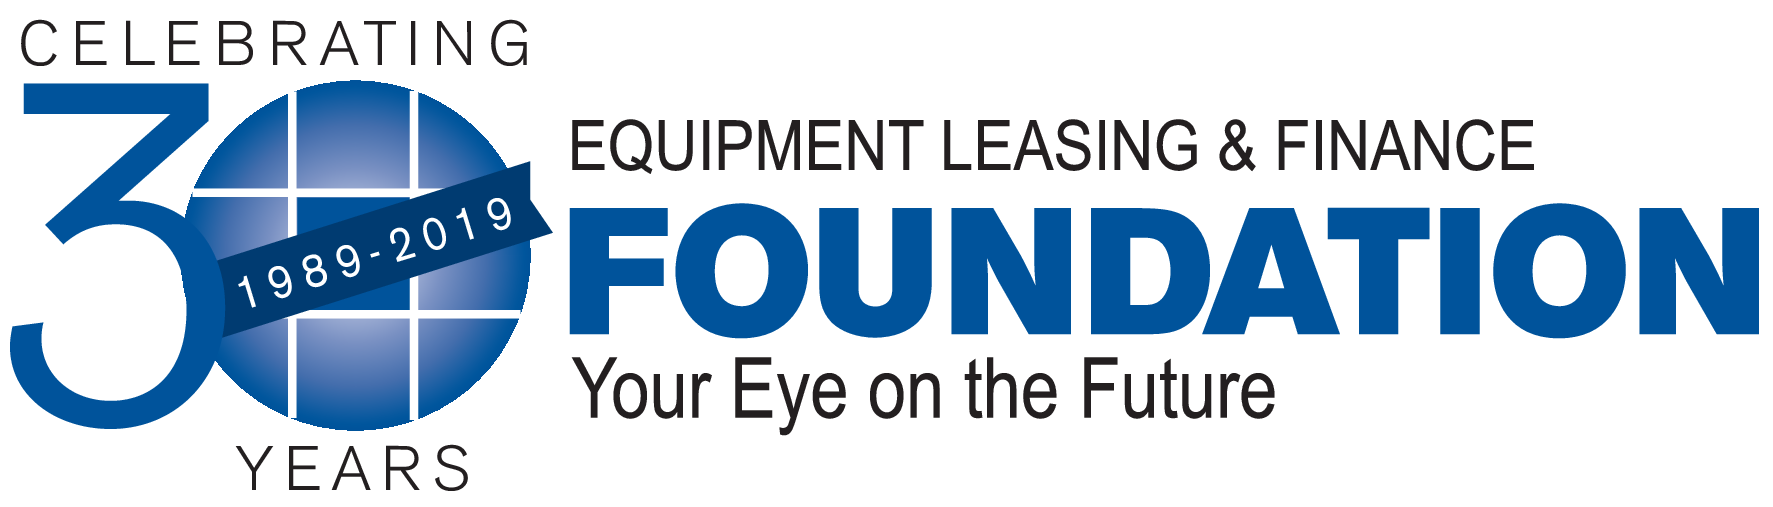 CELEBRATING
30
1989-2019
YEARS
EQUIPMENT LEASING & FINANCE
FOUNDATION
Your Eye on the Future